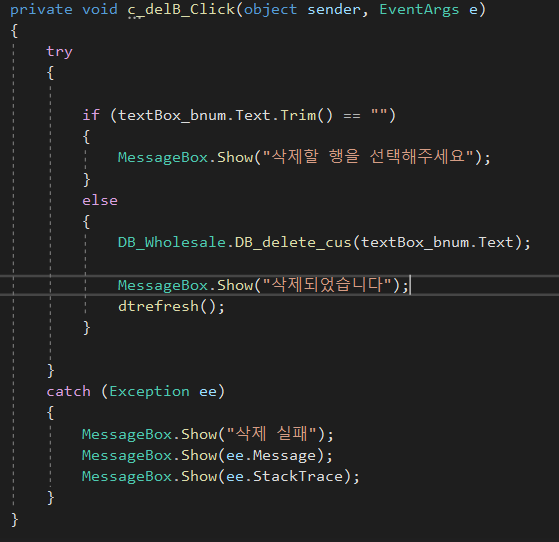 private void c_delB_Click(object sender, EventArgs e)
{
try
{
if (textBox_bnum.Text.Trim() == "")
{
MessageBox.Show("삭제할 행을 선택해주세요");
}
else
{
DB_Wholesale.DB_delete_cus(textBox_bnum.Text);
MessageBox.Show("삭제되었습니다");
dtrefresh();
}
}
catch (Exception ee)
{
MessageBox.Show("삭제 실패");
MessageBox.Show(ee.Message);
MessageBox.Show(ee.StackTrace);
}
}